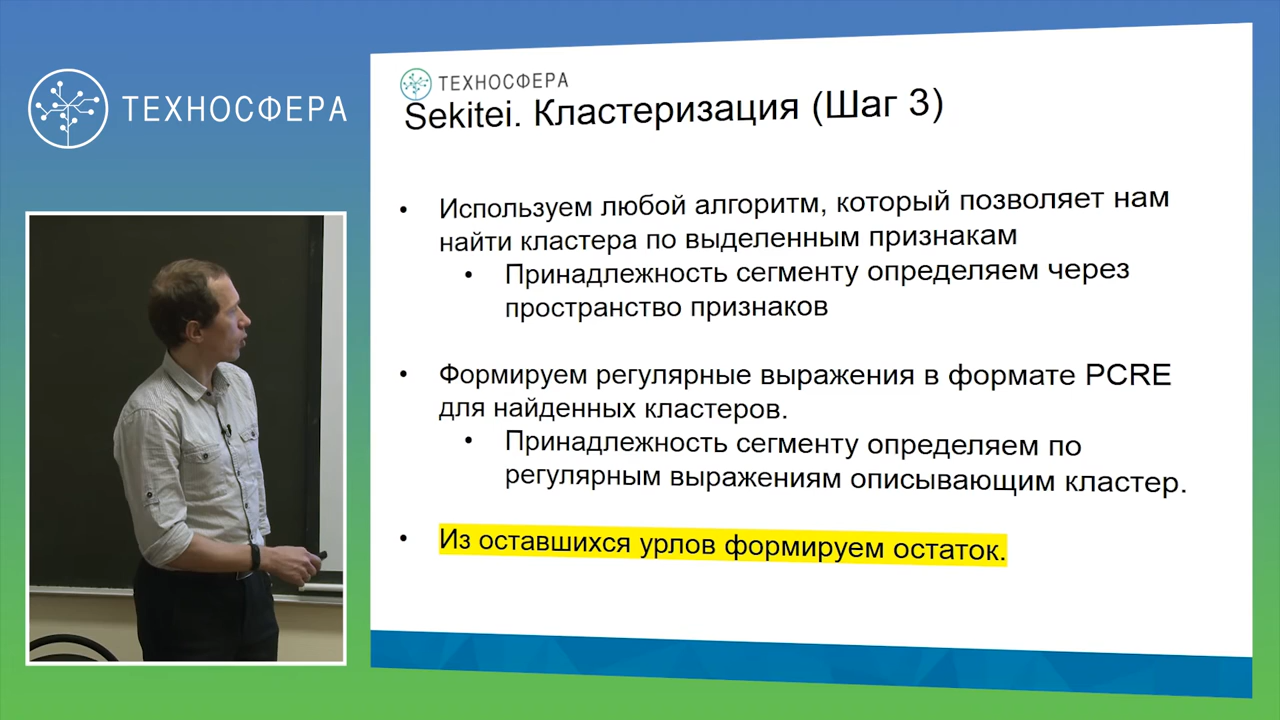 ТЕХНОСФЕРА
ТЕХНОСФЕРА
Sekitei. Кластеризация (Шаг 3)
• Используем любой алгоритм, который позволяет нам
найти кластера по выделенным признакам
• Принадлежность сегменту определяем через
пространство признаков
• Формируем регулярные выражения в формате PCRE
для найденных кластеров.
• Принадлежность сегменту определяем по
регулярным выражениям описывающим кластер.
• Из оставшихся урлов формируем остаток.